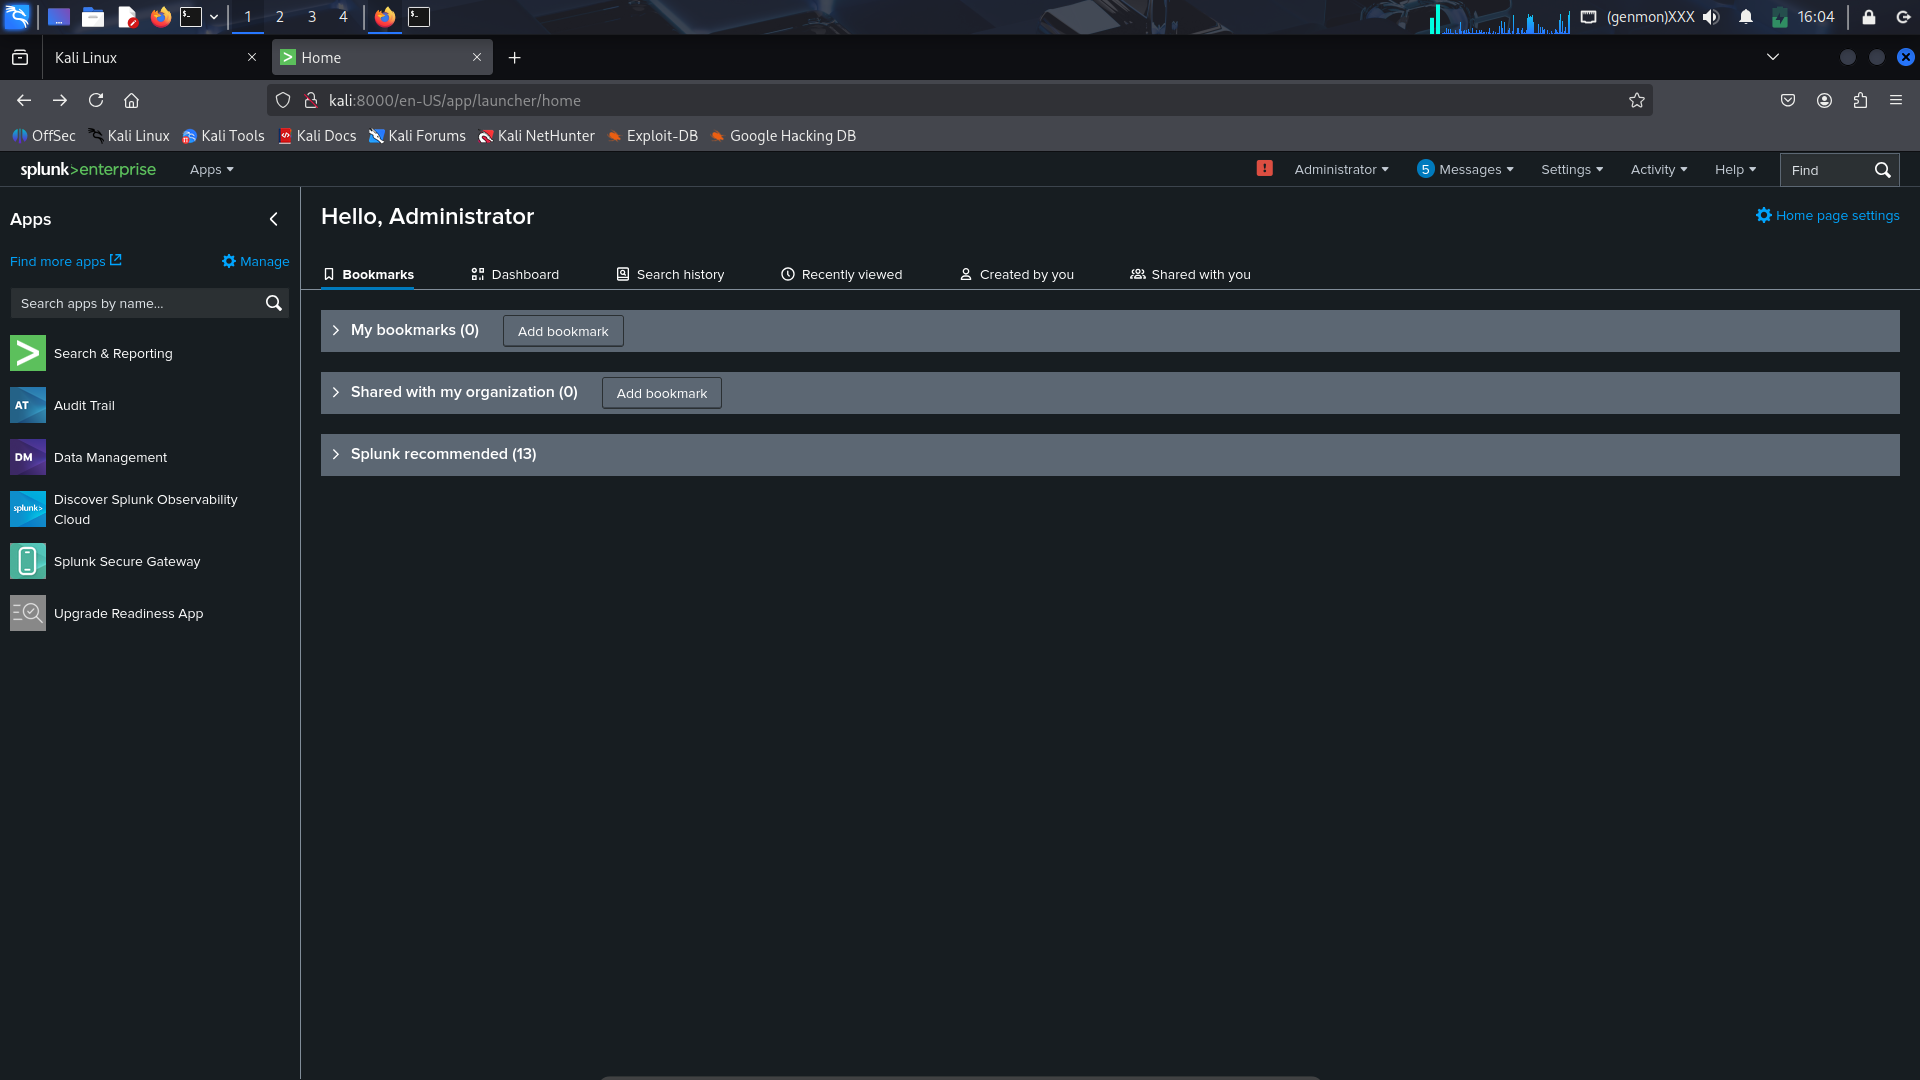 1 2 3 4 (genmon)XXX 16:04
Kali Linux Home
kali:8000/en-US/app/launcher/home
OffSec Kali Linux Kali Tools Kali Docs Kali Forums Kali NetHunter Exploit-DB Google Hacking DB
splunk>enterprise Apps Administrator 5 Messages Settings Activity Help Find
Apps
Find more apps Manage
Search apps by name...
Search & Reporting
AT Audit Trail
DM Data Management
splunk> Discover Splunk Observability
Cloud
Splunk Secure Gateway
Upgrade Readiness App
Hello, Administrator
Home page settings
Bookmarks Dashboard Search history Recently viewed Created by you Shared with you
My bookmarks (0) Add bookmark
Shared with my organization (0) Add bookmark
Splunk recommended (13)